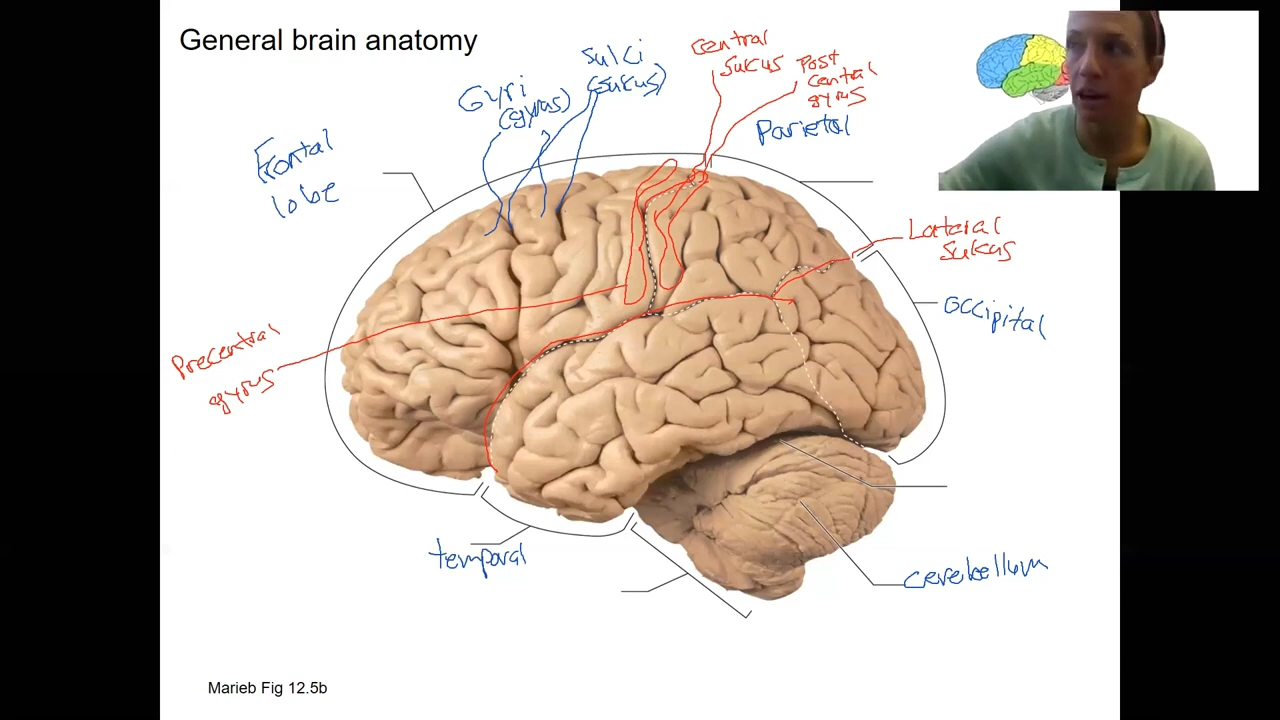 General brain anatomy
Gyri
(gyrus)
sulci
(sulcus)
central
sulcus
Post
central
gyrus
Parietal
Frontal
lobe
Lateral
sulcus
Occipital
Precentral
gyrus
temporal
cerebellum
Marieb Fig 12.5b